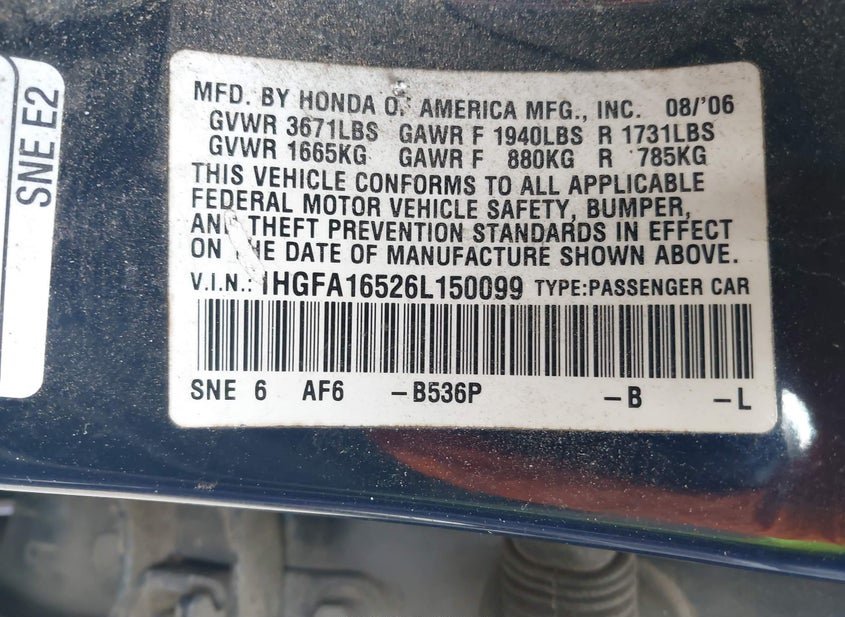 SNE E2
MFD. BY HONDA OF AMERICA MFG., INC. 08/'06
GVWR 3671LBS GAWR F 1940LBS R 1731LBS
GVWR 1665KG GAWR F 880KG R 785KG
THIS VEHICLE CONFORMS TO ALL APPLICABLE
FEDERAL MOTOR VEHICLE SAFETY, BUMPER,
AND THEFT PREVENTION STANDARDS IN EFFECT
ON THE DATE OF MANUFACTURE SHOWN ABOVE.
V.I.N.: 1HGFA16526L150099 TYPE:PASSENGER CAR
SNE 6 AF6 -B536P -B -L